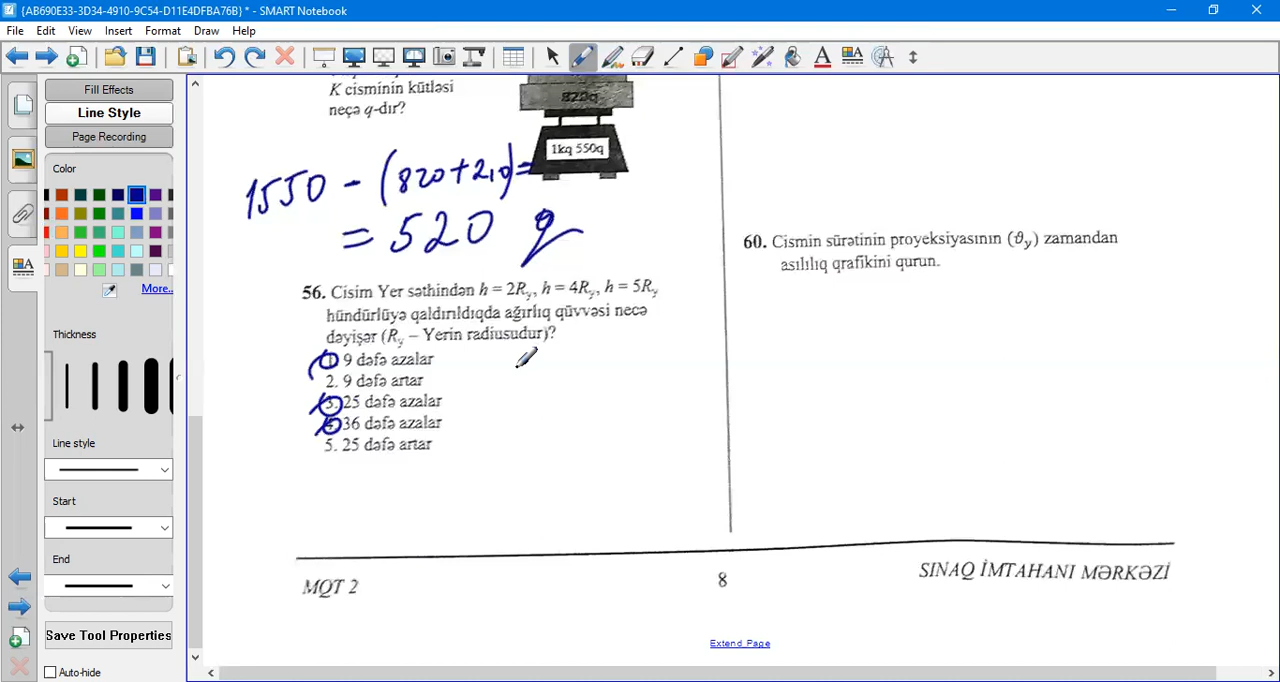 {AB690E33-3D34-4910-9C54-D11E4DFBA76B} * - SMART Notebook
File Edit View Insert Format Draw Help
Fill Effects
Line Style
Page Recording
Color
More...
Thickness
Line style
Start
End
Save Tool Properties
Auto-hide
K cisminin kütləsi
neçə q-dır?
820q
1kq 550q
1550 - (820+210)=
= 520 q
56. Cisim Yer səthindən h = 2Ry, h = 4Ry, h = 5Ry
hündürlüyə qaldırıldıqda ağırlıq qüvvəsi necə
dəyişər (Ry – Yerin radiusudur)?
1. 9 dəfə azalar
2. 9 dəfə artar
3. 25 dəfə azalar
4. 36 dəfə azalar
5. 25 dəfə artar
60. Cismin sürətinin proyeksiyasının (ϑy) zamandan
asılılıq qrafikini qurun.
MQT 2
8
SINAQ İMTAHANI MƏRKƏZİ
Extend Page